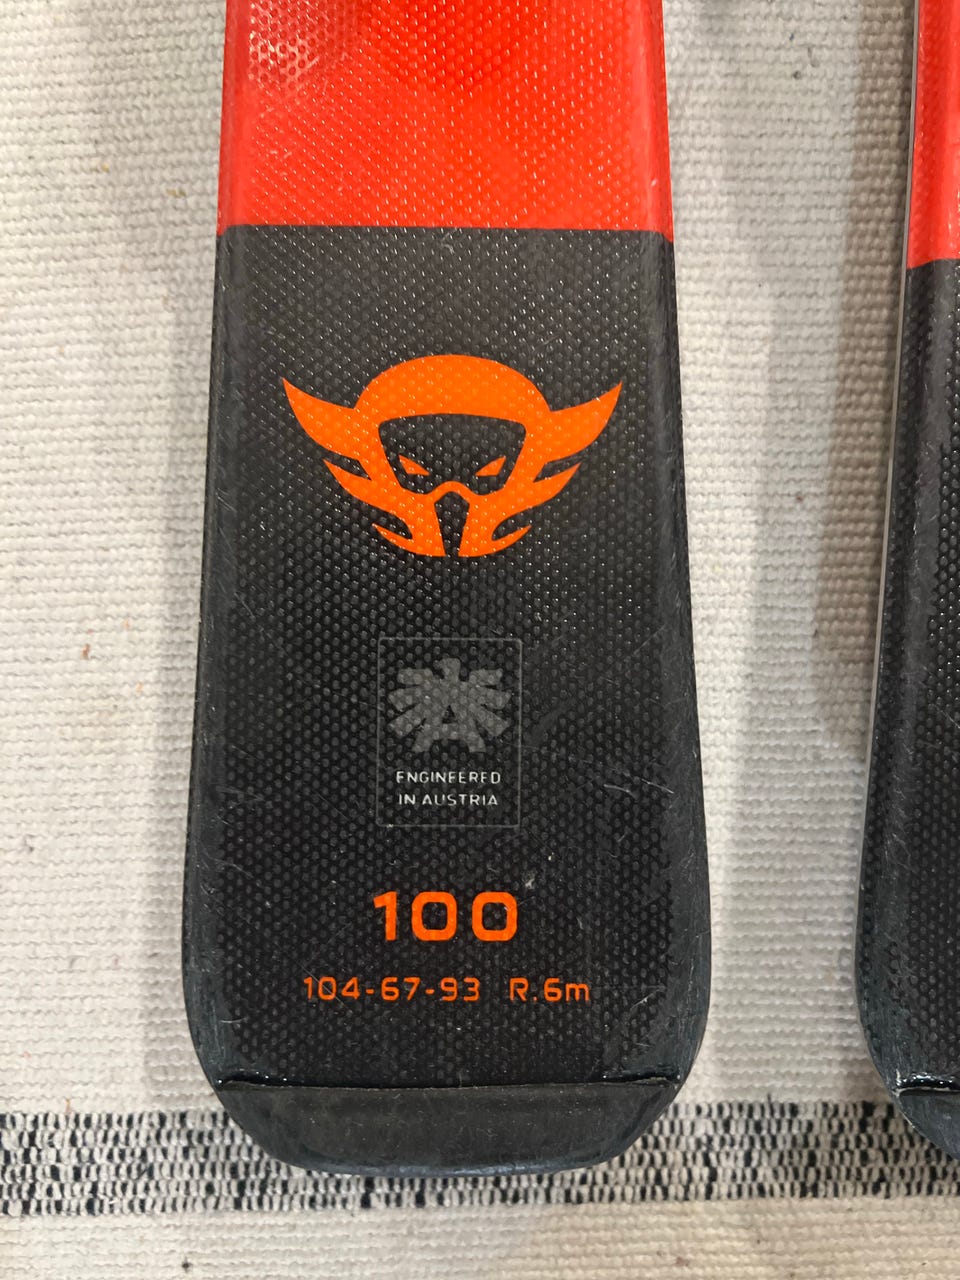 ENGINEERED
IN AUSTRIA
100
104-67-93 R.6m